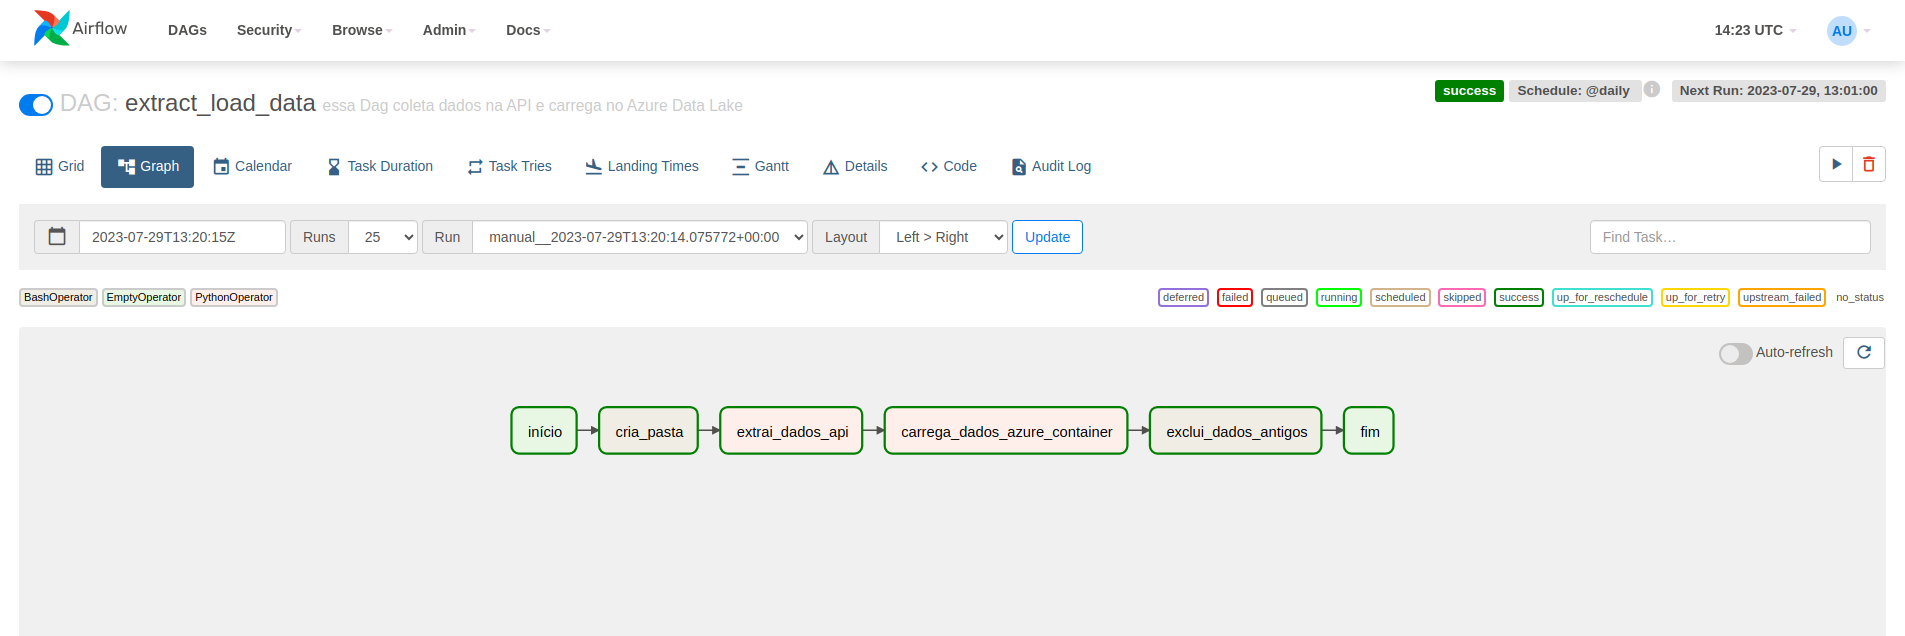 Airflow DAGs Security Browse Admin Docs 14:23 UTC AU
DAG: extract_load_data essa Dag coleta dados na API e carrega no Azure Data Lake
success Schedule: @daily i Next Run: 2023-07-29, 13:01:00
Grid Graph Calendar Task Duration Task Tries Landing Times Gantt Details Code Audit Log
2023-07-29T13:20:15Z Runs 25 Run manual__2023-07-29T13:20:14.075772+00:00 Layout Left > Right Update Find Task…
BashOperator EmptyOperator PythonOperator deferred failed queued running scheduled skipped success up_for_reschedule up_for_retry upstream_failed no_status
Auto-refresh
início cria_pasta extrai_dados_api carrega_dados_azure_container exclui_dados_antigos fim